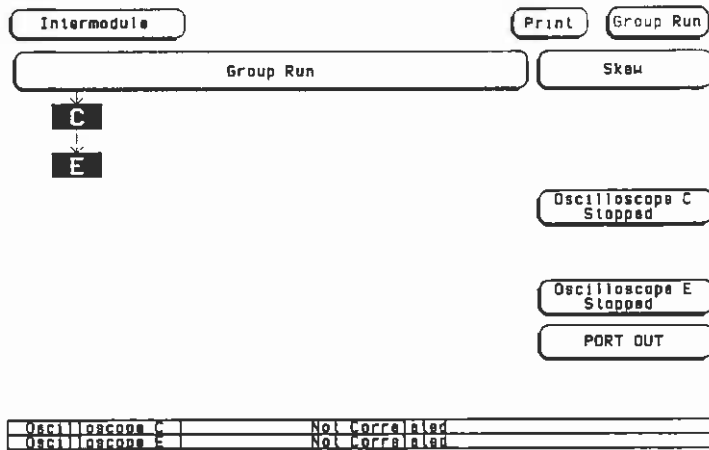 Intermodule Print Group Run
Group Run Skew
C
E
Oscilloscope C
Stopped
Oscilloscope E
Stopped
PORT OUT
Oscilloscope C Not Correlated
Oscilloscope E Not Correlated